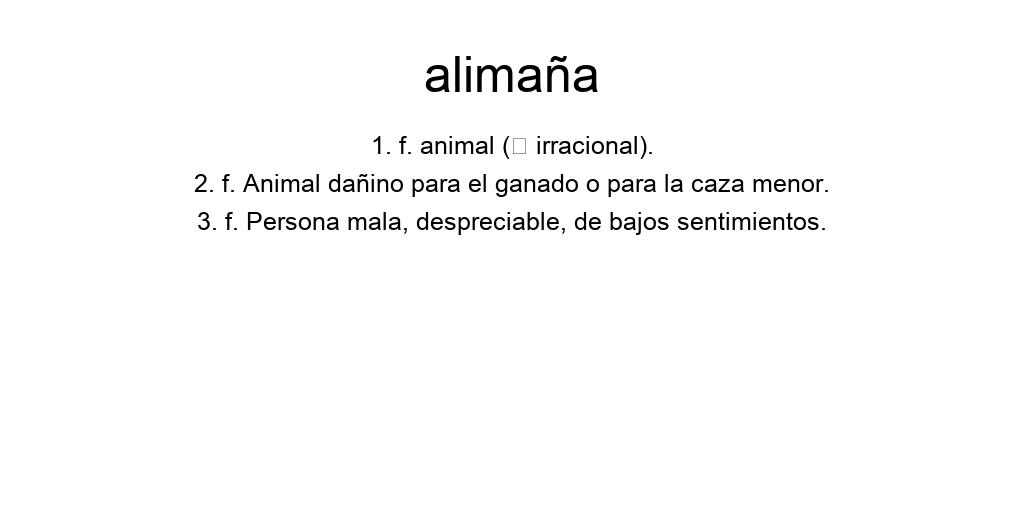 alimaña
1. f. animal (□ irracional).
2. f. Animal dañino para el ganado o para la caza menor.
3. f. Persona mala, despreciable, de bajos sentimientos.